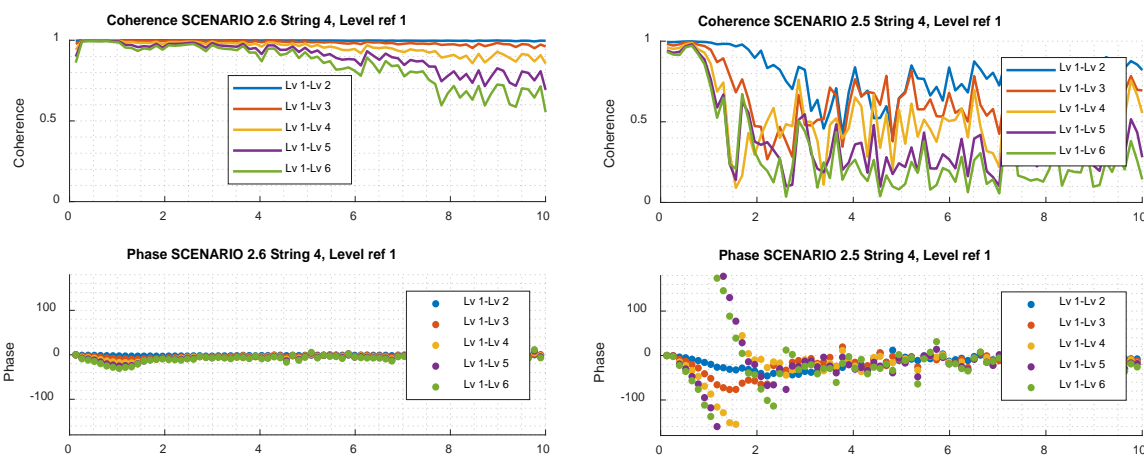 Coherence SCENARIO 2.6 String 4, Level ref 1
1
0.5
0
Coherence
Lv 1-Lv 2
Lv 1-Lv 3
Lv 1-Lv 4
Lv 1-Lv 5
Lv 1-Lv 6
0 2 4 6 8 10
Coherence SCENARIO 2.5 String 4, Level ref 1
1
0.5
0
Coherence
Lv 1-Lv 2
Lv 1-Lv 3
Lv 1-Lv 4
Lv 1-Lv 5
Lv 1-Lv 6
0 2 4 6 8 10
Phase SCENARIO 2.6 String 4, Level ref 1
100
0
-100
Phase
Lv 1-Lv 2
Lv 1-Lv 3
Lv 1-Lv 4
Lv 1-Lv 5
Lv 1-Lv 6
0 2 4 6 8 10
Phase SCENARIO 2.5 String 4, Level ref 1
100
0
-100
Phase
Lv 1-Lv 2
Lv 1-Lv 3
Lv 1-Lv 4
Lv 1-Lv 5
Lv 1-Lv 6
0 2 4 6 8 10